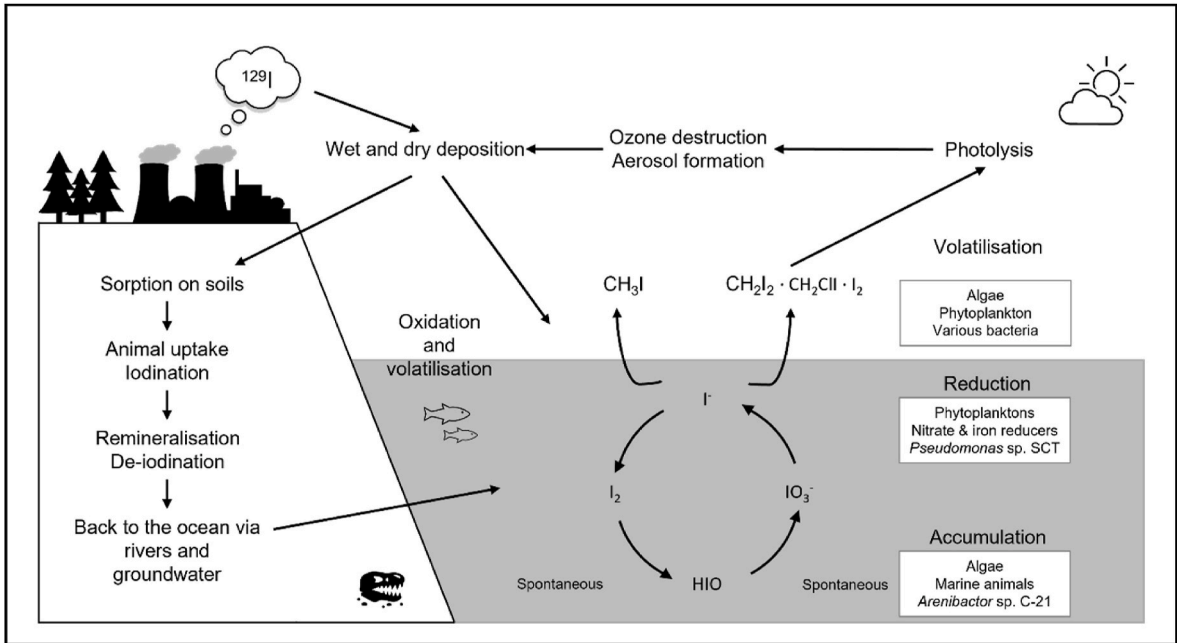 ¹²⁹I
Wet and dry deposition
Ozone destruction
Aerosol formation
Photolysis
Sorption on soils
Animal uptake
Iodination
Remineralisation
De-iodination
Back to the ocean via
rivers and
groundwater
Oxidation
and
volatilisation
CH₃I
CH₂I₂ · CH₂ClI · I₂
I⁻
I₂
IO₃⁻
HIO
Spontaneous
Spontaneous
Volatilisation
Algae
Phytoplankton
Various bacteria
Reduction
Phytoplanktons
Nitrate & iron reducers
Pseudomonas sp. SCT
Accumulation
Algae
Marine animals
Arenibactor sp. C-21